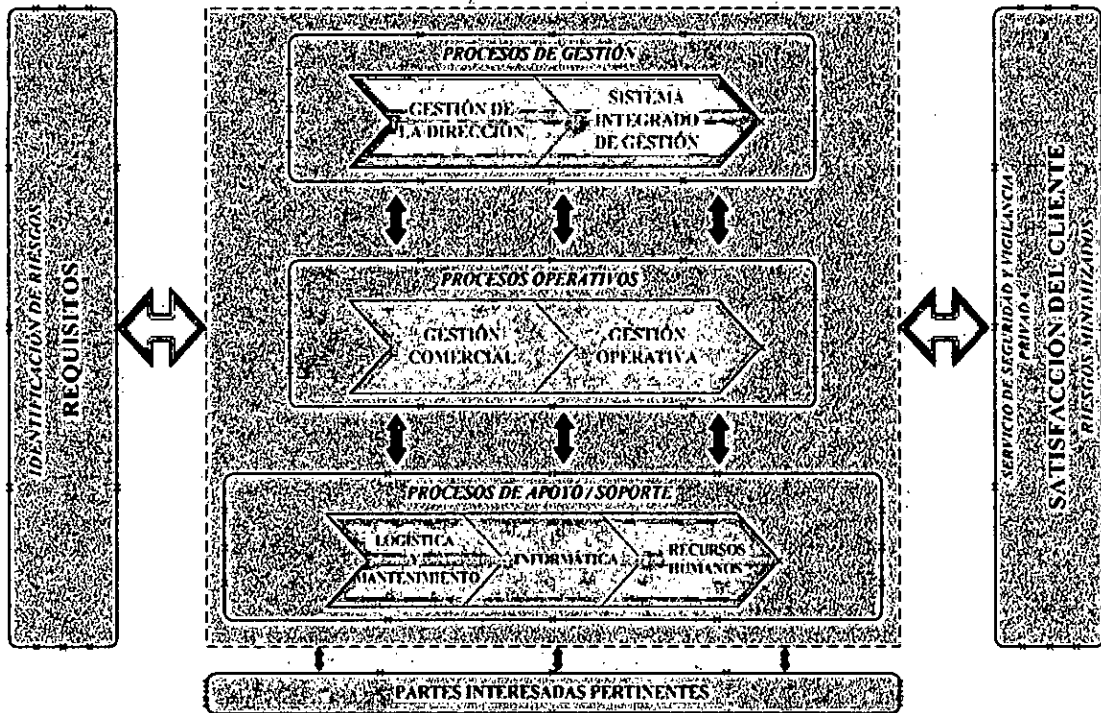 IDENTIFICACIÓN DE RIESGOS
REQUISITOS
PROCESOS DE GESTIÓN
GESTIÓN DE
LA DIRECCIÓN
SISTEMA
INTEGRADO
DE GESTIÓN
PROCESOS OPERATIVOS
GESTIÓN
COMERCIAL
GESTIÓN
OPERATIVA
PROCESOS DE APOYO / SOPORTE
LOGÍSTICA
Y
MANTENIMIENTO
INFORMÁTICA
RECURSOS
HUMANOS
SERVICIO DE SEGURIDAD Y VIGILANCIA
PRIVADA
SATISFACCIÓN DEL CLIENTE
RIESGOS MINIMIZADOS
PARTES INTERESADAS PERTINENTES